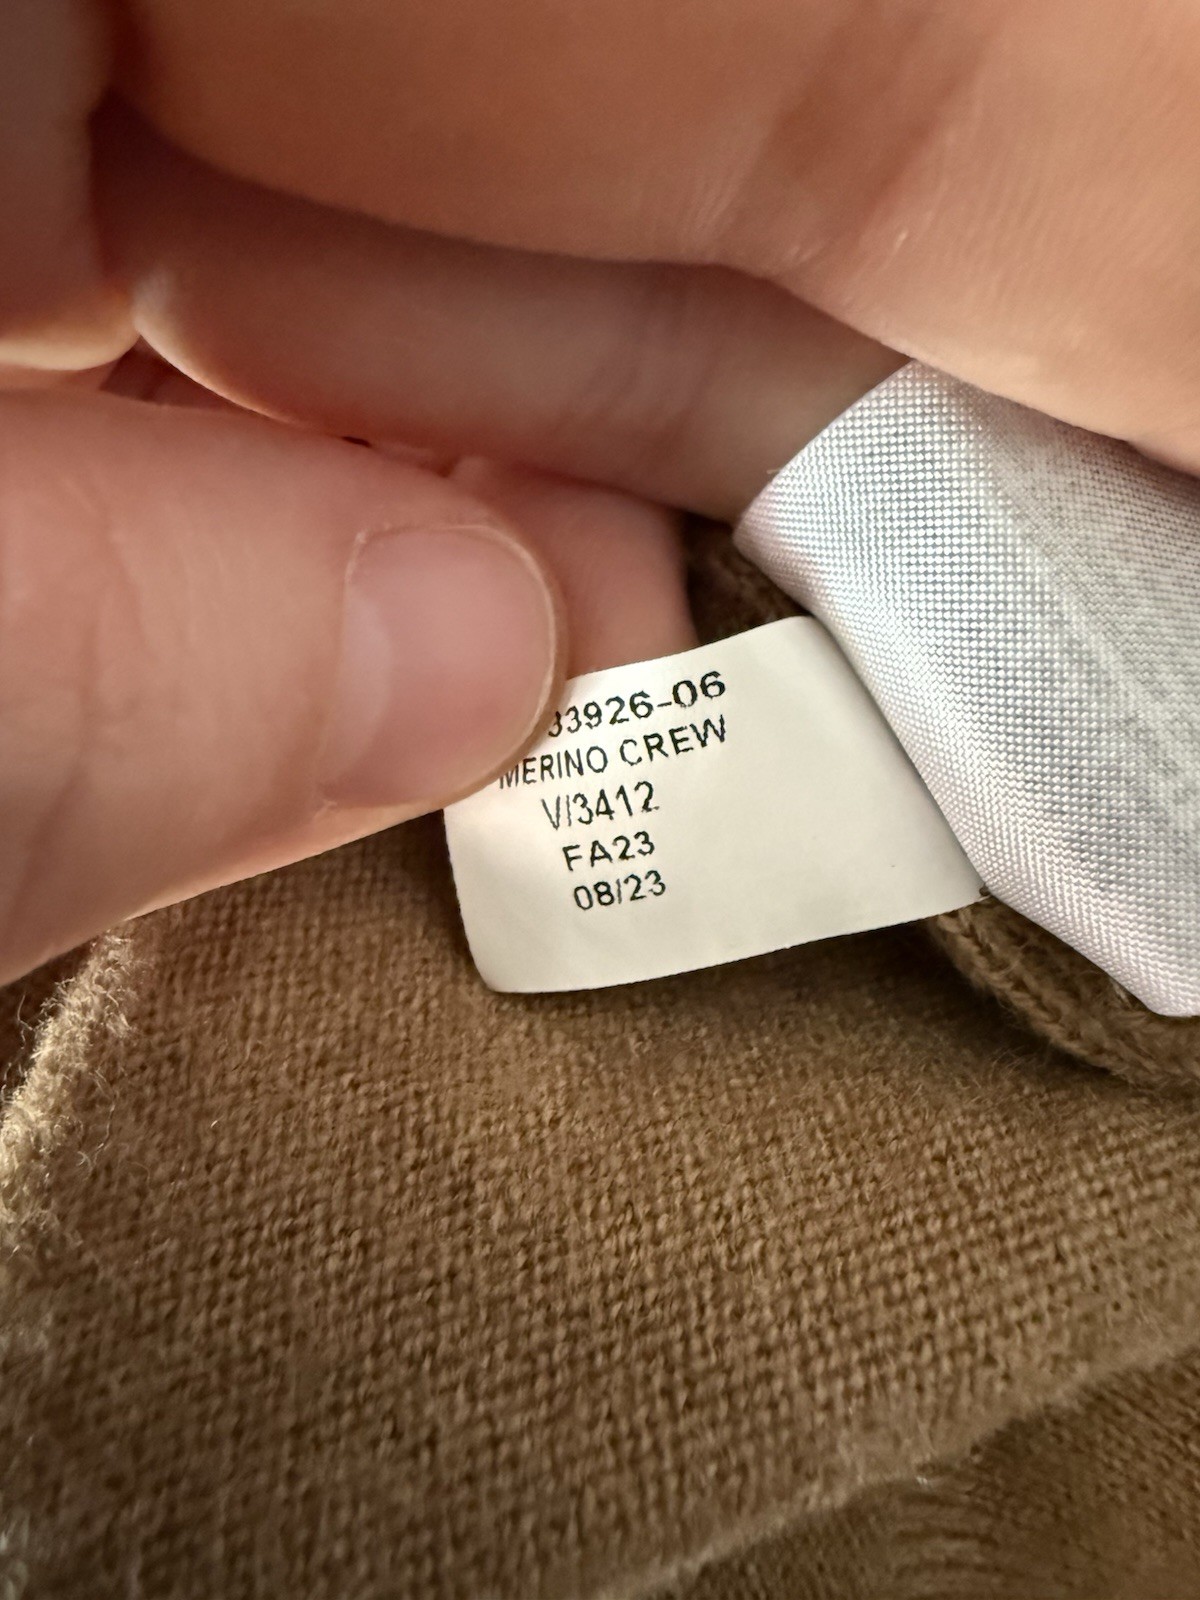 33926-06
MERINO CREW
V/3412
FA23
08/23